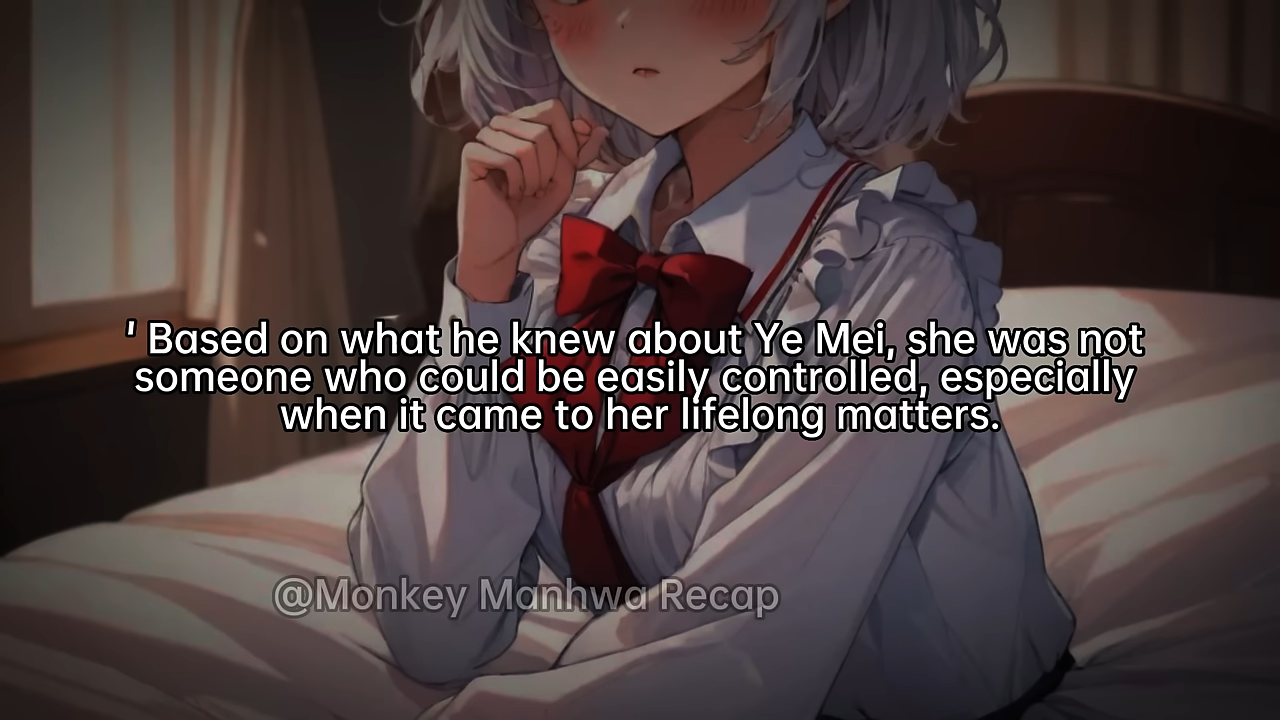 ' Based on what he knew about Ye Mei, she was not
someone who could be easily controlled, especially
when it came to her lifelong matters.
@Monkey Manhwa Recap